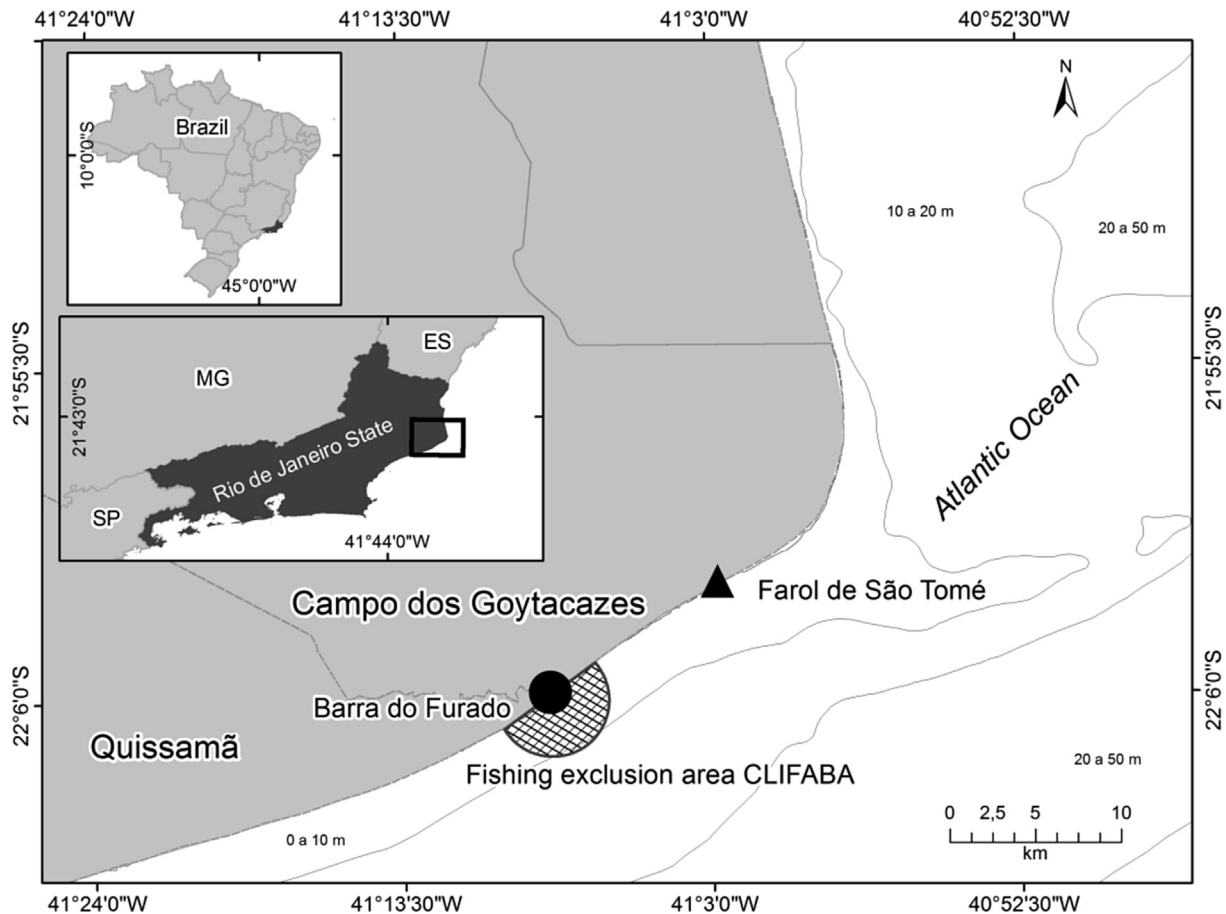 41°24'0"W
41°13'30"W
41°3'0"W
40°52'30"W
N
Brazil
10°0'0"S
45°0'0"W
10 a 20 m
20 a 50 m
21°55'30"S
21°55'30"S
ES
MG
21°43'0"S
Rio de Janeiro State
SP
41°44'0"W
Atlantic Ocean
Campo dos Goytacazes
Farol de São Tomé
22°6'0"S
22°6'0"S
Barra do Furado
Quissamã
Fishing exclusion area CLIFABA
20 a 50 m
0 a 10 m
0 2,5 5 10
km
41°24'0"W
41°13'30"W
41°3'0"W
40°52'30"W